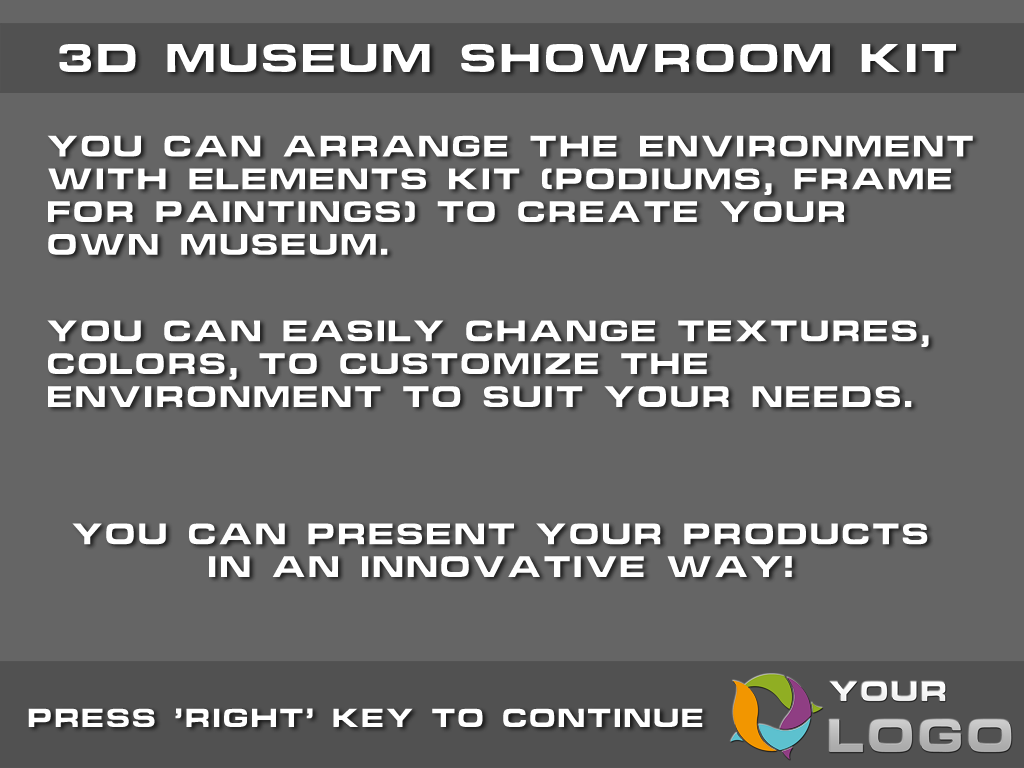 3D MUSEUM SHOWROOM KIT
YOU CAN ARRANGE THE ENVIRONMENT
WITH ELEMENTS KIT (PODIUMS, FRAME
FOR PAINTINGS) TO CREATE YOUR
OWN MUSEUM.
YOU CAN EASILY CHANGE TEXTURES,
COLORS, TO CUSTOMIZE THE
ENVIRONMENT TO SUIT YOUR NEEDS.
YOU CAN PRESENT YOUR PRODUCTS
IN AN INNOVATIVE WAY!
PRESS 'RIGHT' KEY TO CONTINUE
YOUR
LOGO